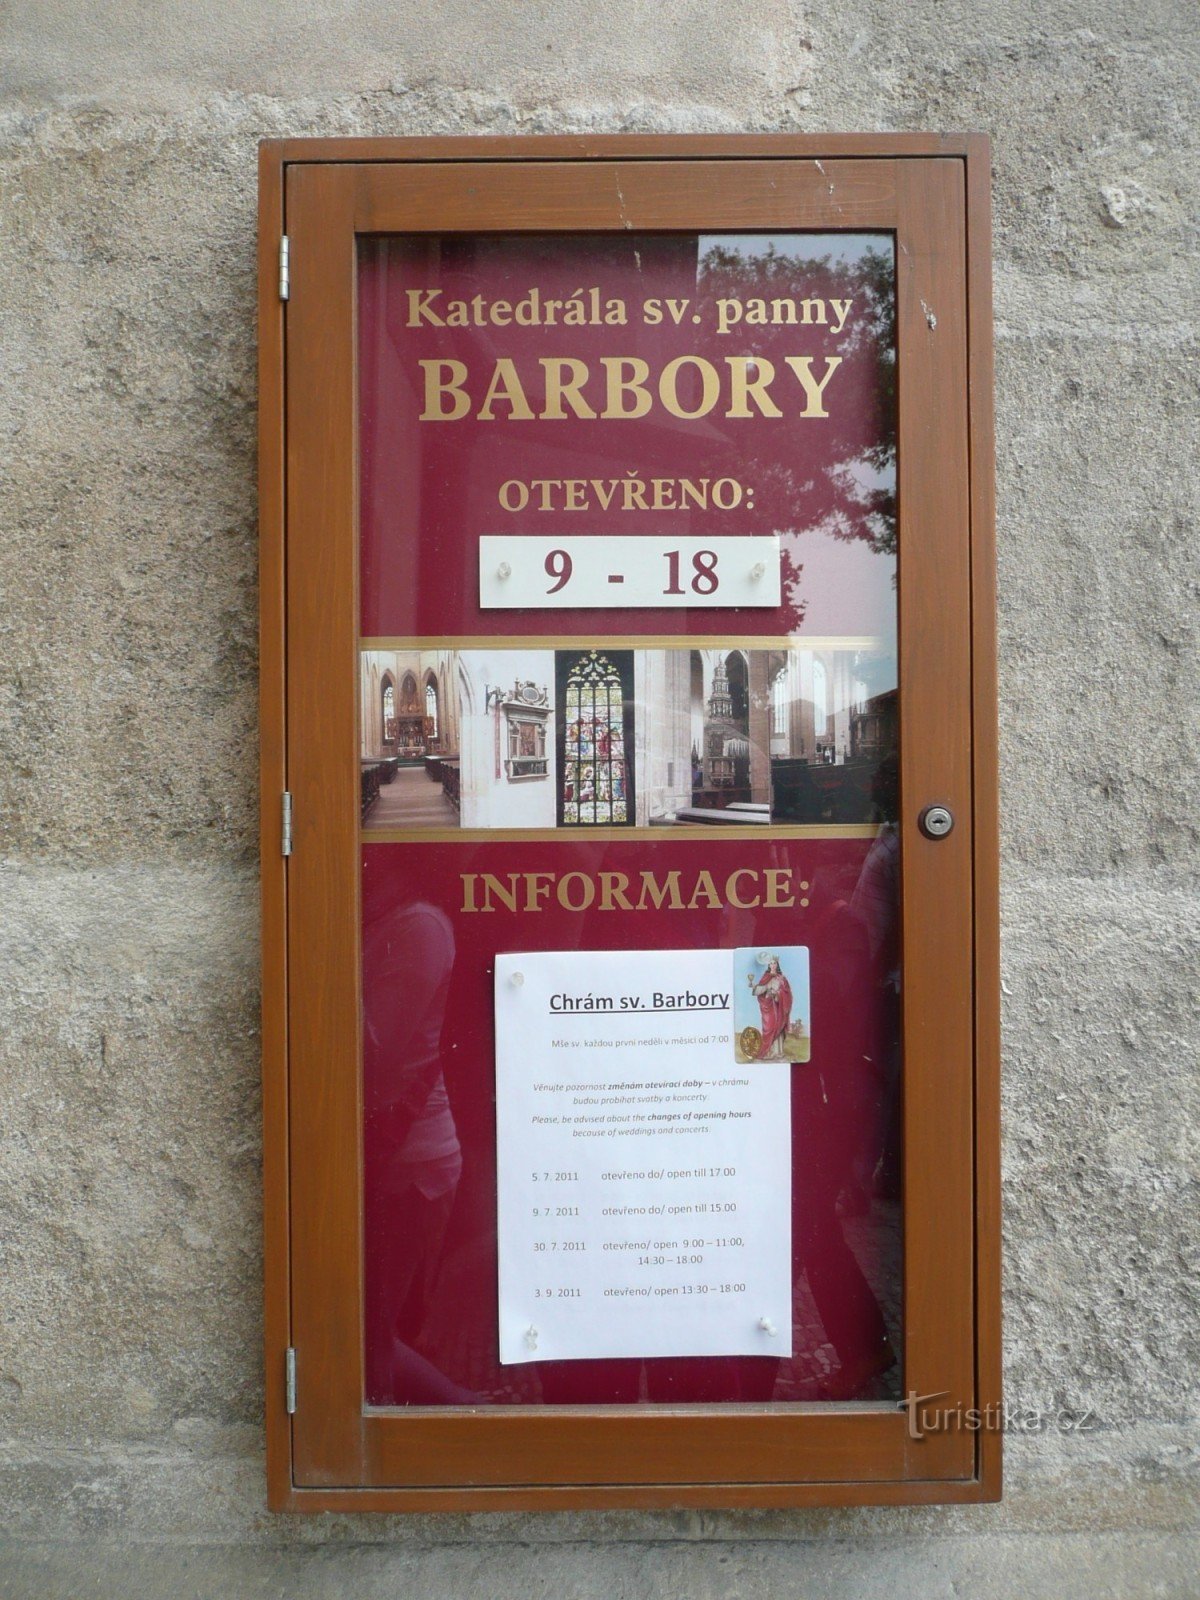 Katedrála sv. panny
BARBORY
OTEVŘENO:
9 - 18
INFORMACE:
Chrám sv. Barbory
Mše sv. každou první neděli v měsíci od 7:00
Věnujte pozornost změnám otevírací doby – v chrámu
budou probíhat svatby a koncerty.
Please, be advised about the changes of opening hours
because of weddings and concerts.
5. 7. 2011 otevřeno do/ open till 17.00
9. 7. 2011 otevřeno do/ open till 15.00
30. 7. 2011 otevřeno/ open 9:00 – 11:00,
14:30 – 18:00
3. 9. 2011 otevřeno/ open 13:30 – 18:00
Turistika.cz